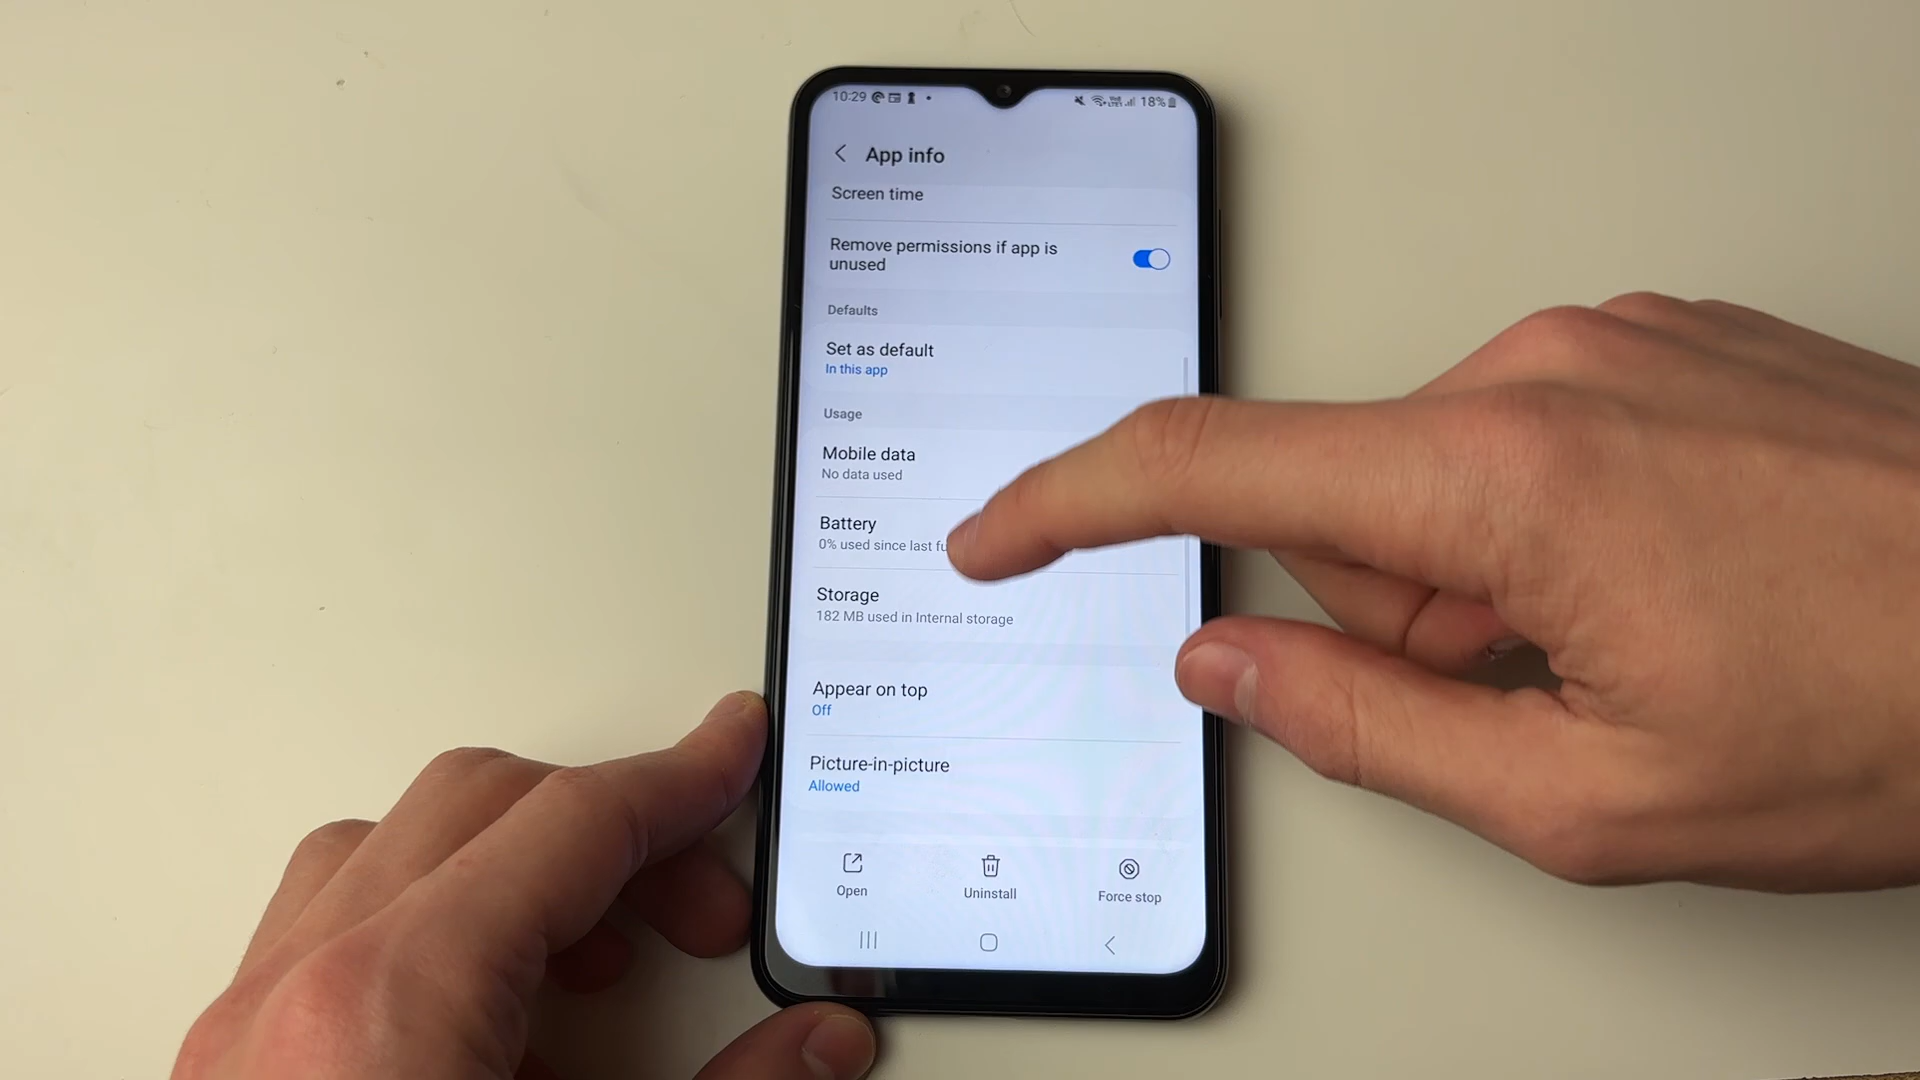 10:29
18%
App info
Screen time
Remove permissions if app is
unused
Defaults
Set as default
In this app
Usage
Mobile data
No data used
Battery
0% used since last
Storage
182 MB used in Internal storage
Appear on top
Off
Picture-in-picture
Allowed
Open
Uninstall
Force stop